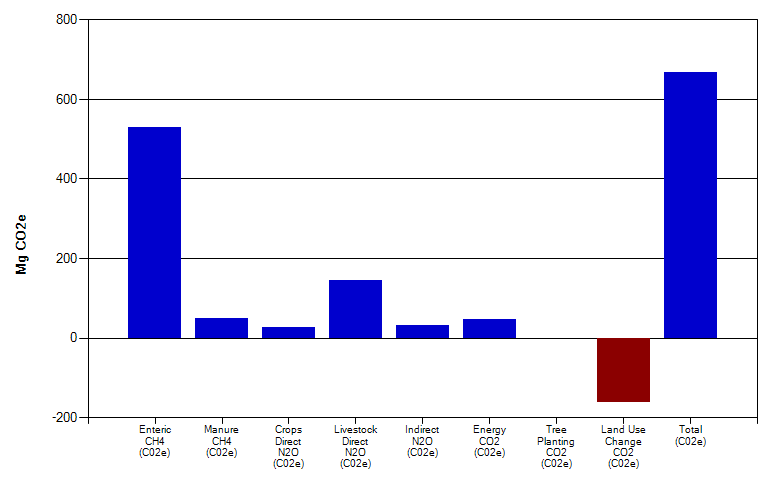 800
600
400
200
0
-200
Mg CO2e
Enteric
CH4
(C02e)
Manure
CH4
(C02e)
Crops
Direct
N2O
(C02e)
Livestock
Direct
N2O
(C02e)
Indirect
N2O
(C02e)
Energy
CO2
(C02e)
Tree
Planting
CO2
(C02e)
Land Use
Change
CO2
(C02e)
Total
(C02e)